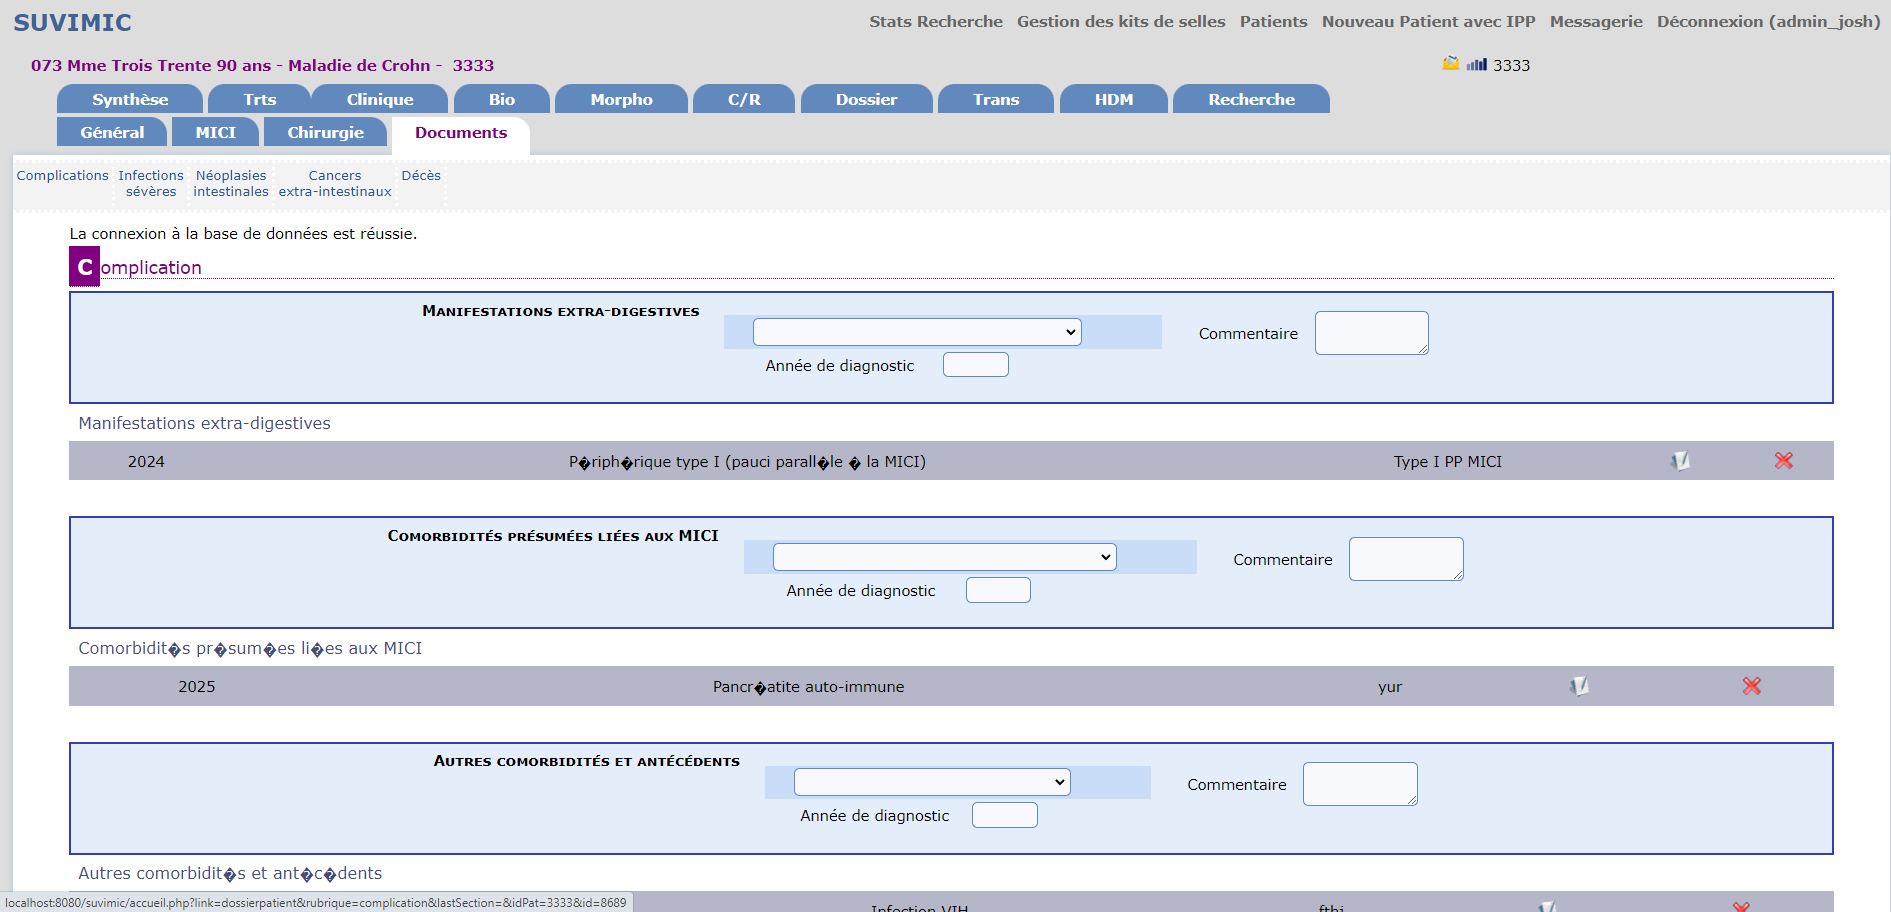 SUVIMIC
Stats Recherche Gestion des kits de selles Patients Nouveau Patient avec IPP Messagerie Déconnexion (admin_josh)
073 Mme Trois Trente 90 ans - Maladie de Crohn - 3333
3333
Synthèse Trts Clinique Bio Morpho C/R Dossier Trans HDM Recherche
Général MICI Chirurgie Documents
Complications Infections Néoplasies Cancers Décès
sévères intestinales extra-intestinaux
La connexion à la base de données est réussie.
Complication
MANIFESTATIONS EXTRA-DIGESTIVES
Commentaire
Année de diagnostic
Manifestations extra-digestives
2024 P�riph�rique type I (pauci parall�le � la MICI) Type I PP MICI
COMORBIDITÉS PRÉSUMÉES LIÉES AUX MICI
Commentaire
Année de diagnostic
Comorbidit�s pr�sum�es li�es aux MICI
2025 Pancr�atite auto-immune yur
AUTRES COMORBIDITÉS ET ANTÉCÉDENTS
Commentaire
Année de diagnostic
Autres comorbidit�s et ant�c�dents
Infection VIH fthj
localhost:8080/suvimic/accueil.php?link=dossierpatient&rubrique=complication&lastSection=&idPat=3333&id=8689